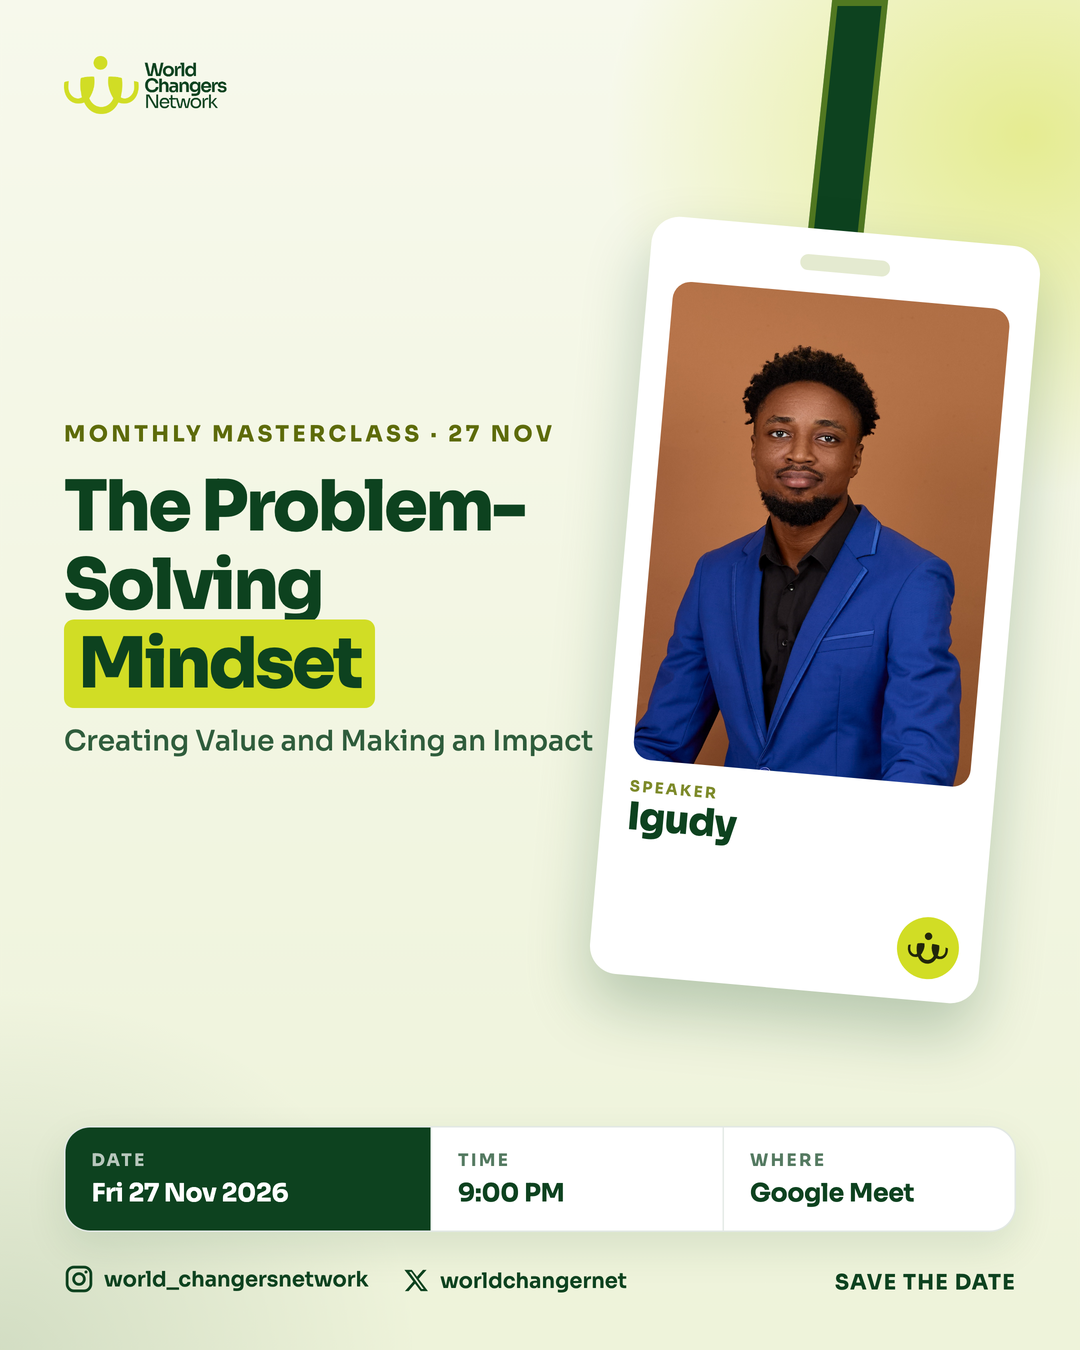 World
Changers
Network
MONTHLY MASTERCLASS · 27 NOV
The Problem-
Solving
Mindset
Creating Value and Making an Impact
SPEAKER
Igudy
DATE
Fri 27 Nov 2026
TIME
9:00 PM
WHERE
Google Meet
world_changersnetwork
worldchangernet
SAVE THE DATE